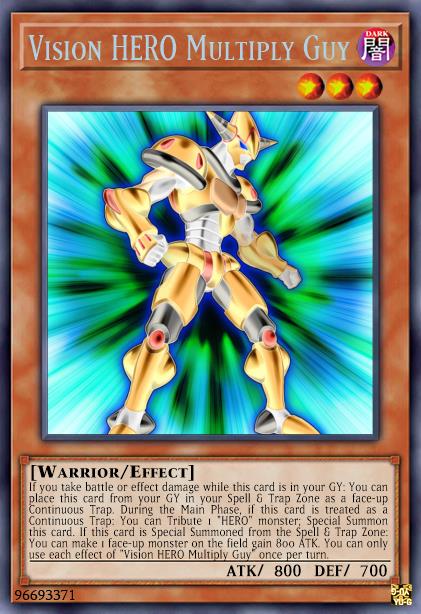 Vision HERO Multiply Guy
DARK
闇
[Warrior/Effect]
If you take battle or effect damage while this card is in your GY: You can
place this card from your GY in your Spell & Trap Zone as a face-up
Continuous Trap. During the Main Phase, if this card is treated as a
Continuous Trap: You can Tribute 1 "HERO" monster; Special Summon
this card. If this card is Special Summoned from the Spell & Trap Zone:
You can make 1 face-up monster on the field gain 800 ATK. You can only
use each effect of "Vision HERO Multiply Guy" once per turn.
ATK/ 800 DEF/ 700
96693371